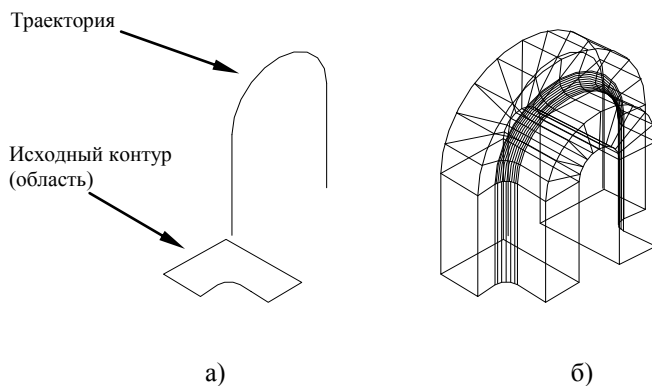 Траектория
Исходный контур
(область)
а)
б)